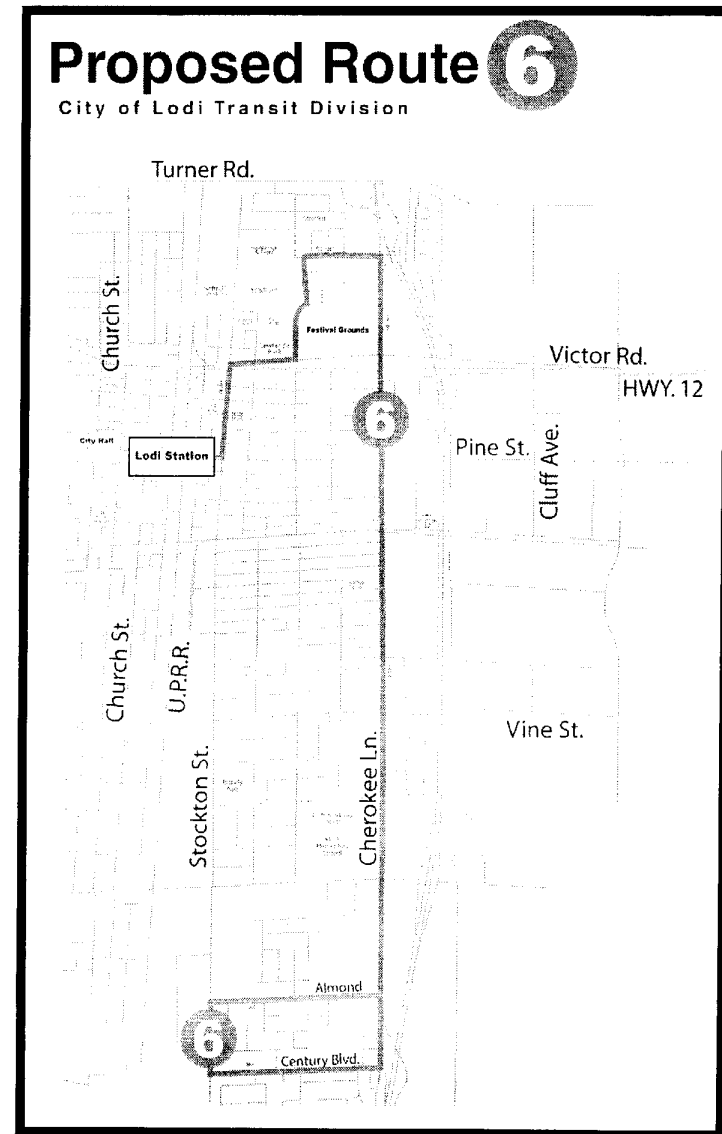 Proposed Route 6
City of Lodi Transit Division
Turner Rd.
Church St.
Festival Grounds
Victor Rd.
HWY. 12
6
City Hall
Lodi Station
Pine St.
Cluff Ave.
Church St.
U.P.R.R.
Stockton St.
Cherokee Ln.
Vine St.
Almond
6
Century Blvd.